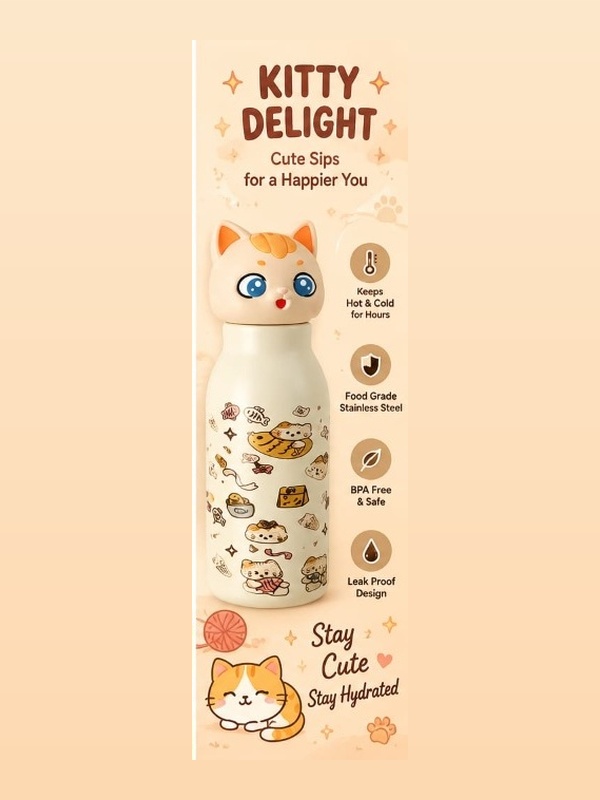 KITTY
DELIGHT
Cute Sips
for a Happier You
Keeps
Hot & Cold
for Hours
Food Grade
Stainless Steel
BPA Free
& Safe
Leak Proof
Design
Stay
Cute
Stay Hydrated